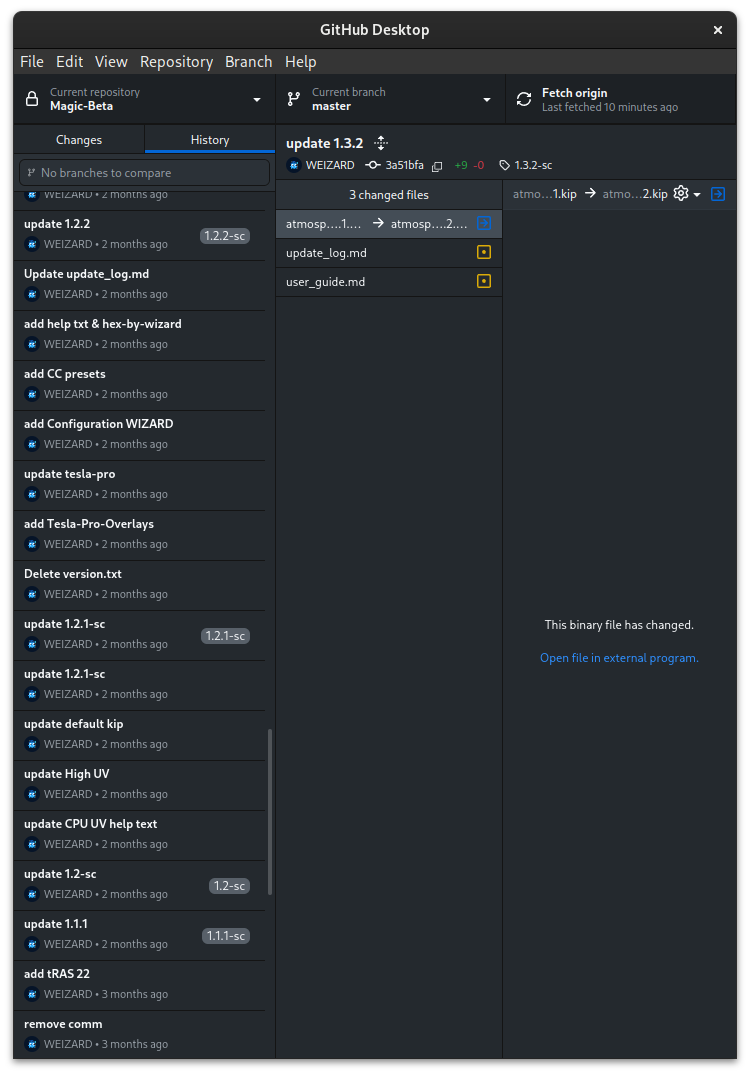 GitHub Desktop
File Edit View Repository Branch Help
Current repository
Magic-Beta
Current branch
master
Fetch origin
Last fetched 10 minutes ago
Changes
History
No branches to compare
WEIZARD • 2 months ago
update 1.2.2
WEIZARD • 2 months ago
1.2.2-sc
Update update_log.md
WEIZARD • 2 months ago
add help txt & hex-by-wizard
WEIZARD • 2 months ago
add CC presets
WEIZARD • 2 months ago
add Configuration WIZARD
WEIZARD • 2 months ago
update tesla-pro
WEIZARD • 2 months ago
add Tesla-Pro-Overlays
WEIZARD • 2 months ago
Delete version.txt
WEIZARD • 2 months ago
update 1.2.1-sc
WEIZARD • 2 months ago
1.2.1-sc
update 1.2.1-sc
WEIZARD • 2 months ago
update default kip
WEIZARD • 2 months ago
update High UV
WEIZARD • 2 months ago
update CPU UV help text
WEIZARD • 2 months ago
update 1.2-sc
WEIZARD • 2 months ago
1.2-sc
update 1.1.1
WEIZARD • 2 months ago
1.1.1-sc
add tRAS 22
WEIZARD • 3 months ago
remove comm
WEIZARD • 3 months ago
update 1.3.2
WEIZARD 3a51bfa +9 -0 1.3.2-sc
3 changed files
atmosp....1.... → atmosp....2....
update_log.md
user_guide.md
atmo...1.kip → atmo...2.kip
This binary file has changed.
Open file in external program.